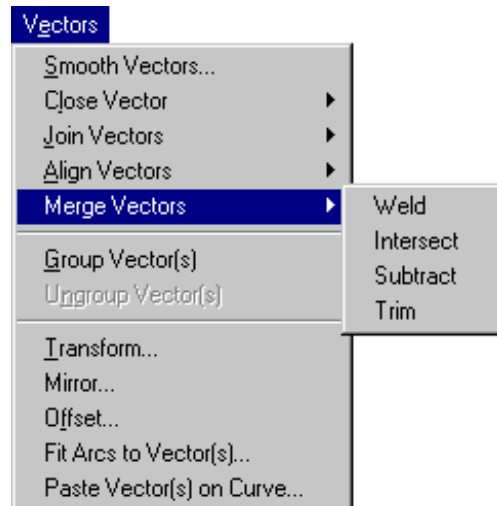 Vectors
Smooth Vectors...
Close Vector
Join Vectors
Align Vectors
Merge Vectors
Weld
Intersect
Subtract
Trim
Group Vector(s)
Ungroup Vector(s)
Transform...
Mirror...
Offset...
Fit Arcs to Vector(s)...
Paste Vector(s) on Curve...